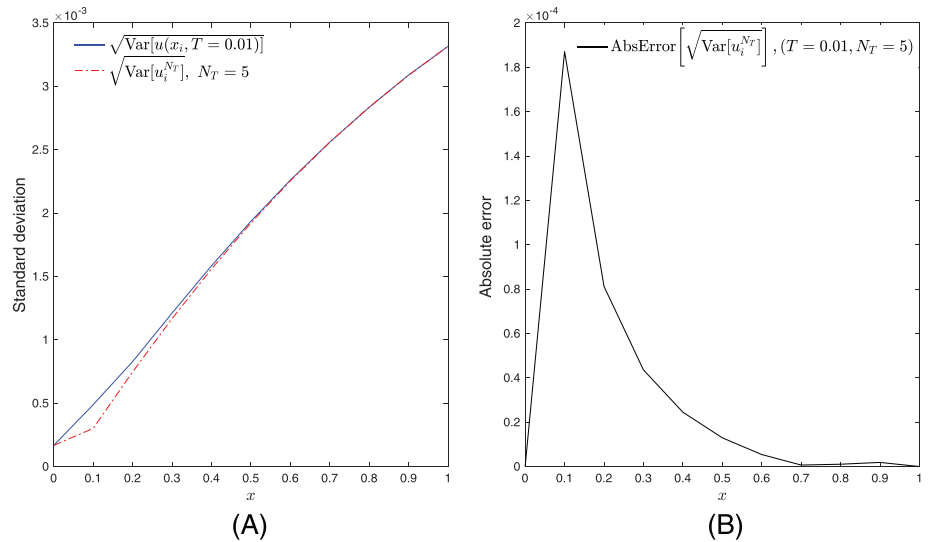 ×10⁻³
3.5
3
2.5
2
1.5
1
0.5
0
Standard deviation
√Var[u(xᵢ, T = 0.01)]
√Var[uᵢ^{N_T}], N_T = 5
0 0.1 0.2 0.3 0.4 0.5 0.6 0.7 0.8 0.9 1
x
(A)
×10⁻⁴
2
1.8
1.6
1.4
1.2
1
0.8
0.6
0.4
0.2
0
Absolute error
AbsError[√Var[uᵢ^{N_T}]], (T = 0.01, N_T = 5)
0 0.1 0.2 0.3 0.4 0.5 0.6 0.7 0.8 0.9 1
x
(B)